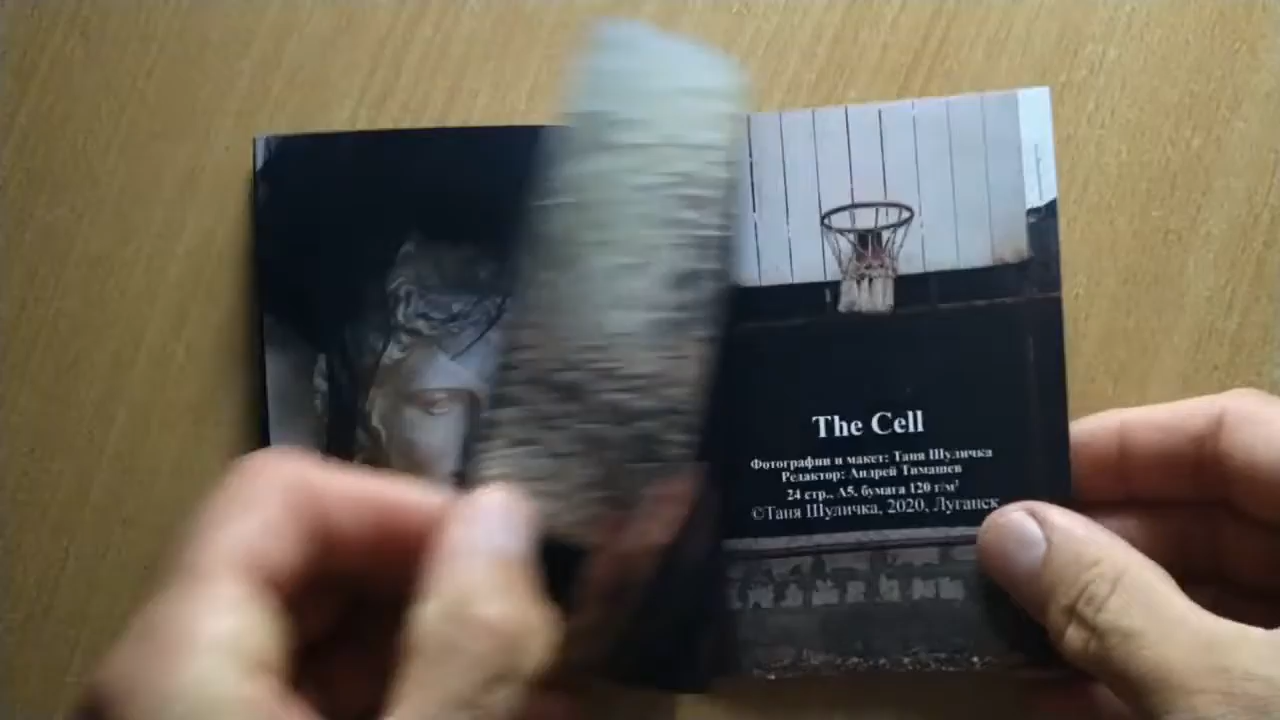 The Cell
Фотографии и макет: Таня Шуличка
Редактор: Андрей Тимашев
24 стр., А5, бумага 120 г/м²
©Таня Шуличка, 2020, Луганск